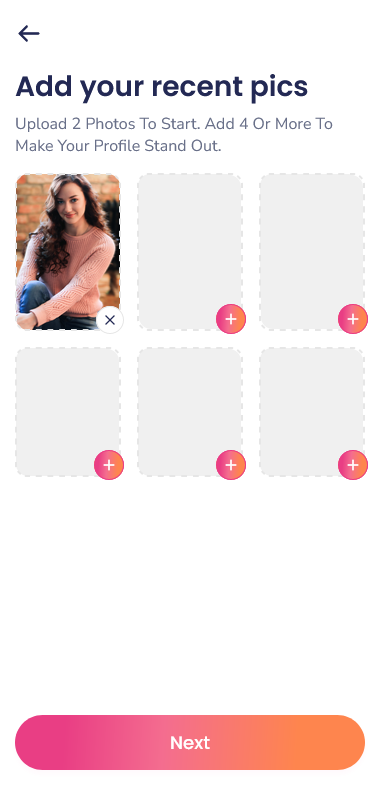 Add your recent pics
Upload 2 Photos To Start. Add 4 Or More To
Make Your Profile Stand Out.
Next